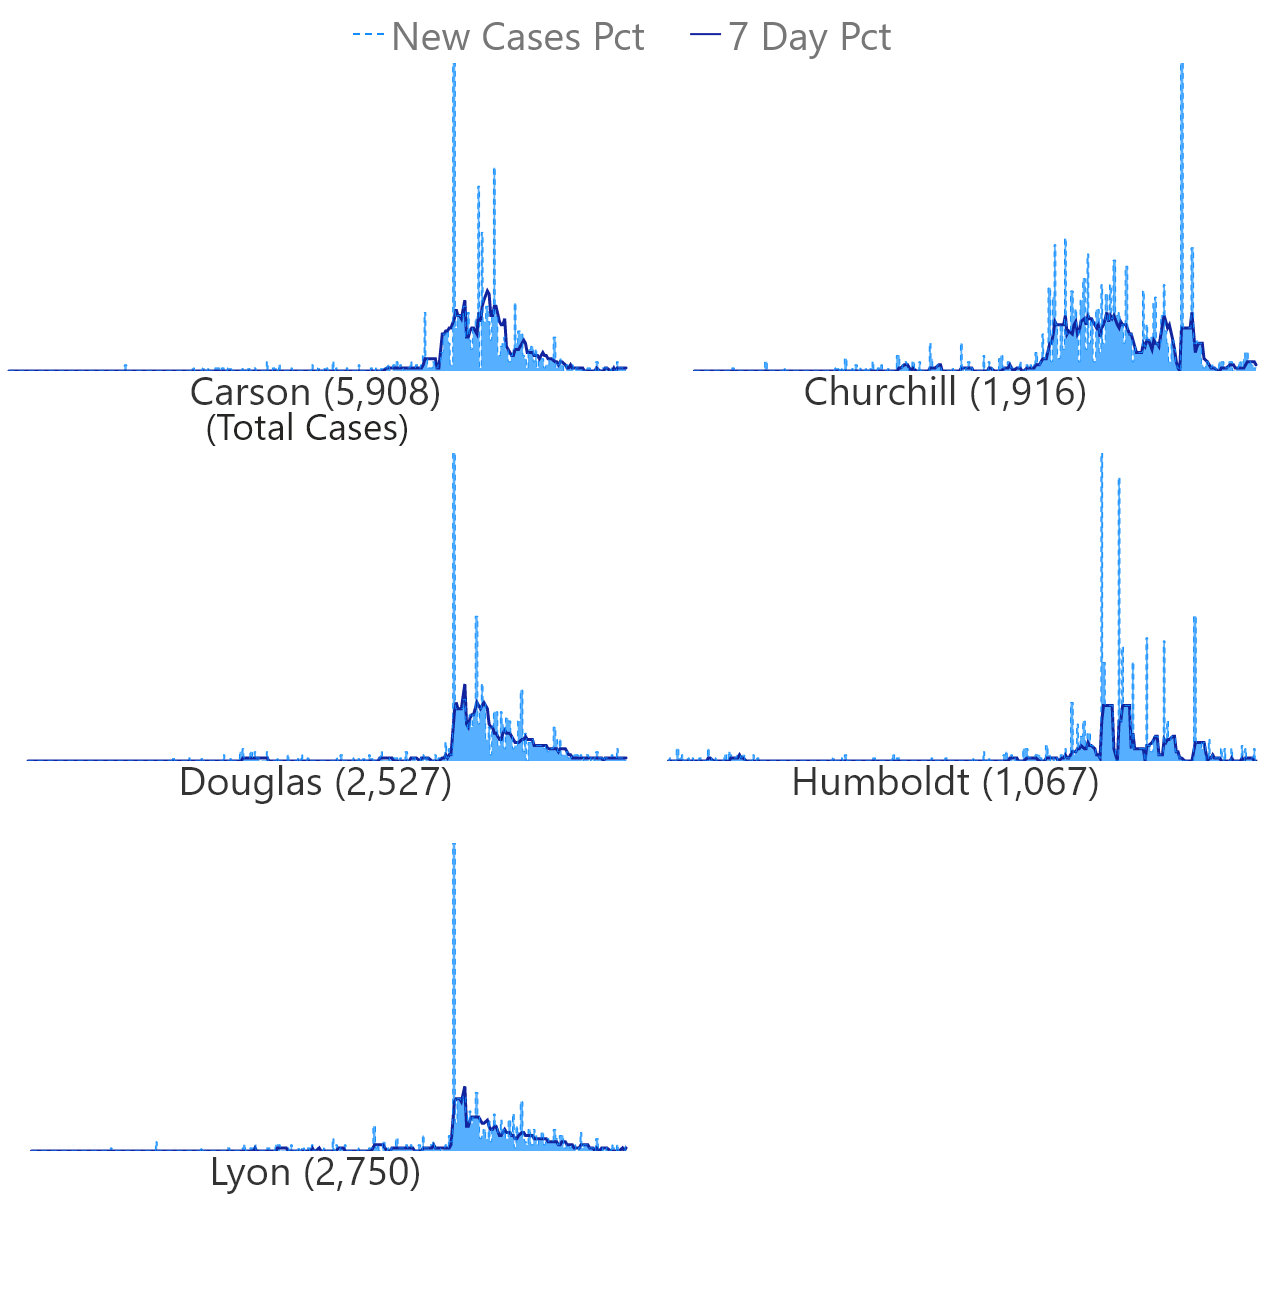 New Cases Pct 7 Day Pct
Carson (5,908) Churchill (1,916)
(Total Cases)
Douglas (2,527) Humboldt (1,067)
Lyon (2,750)